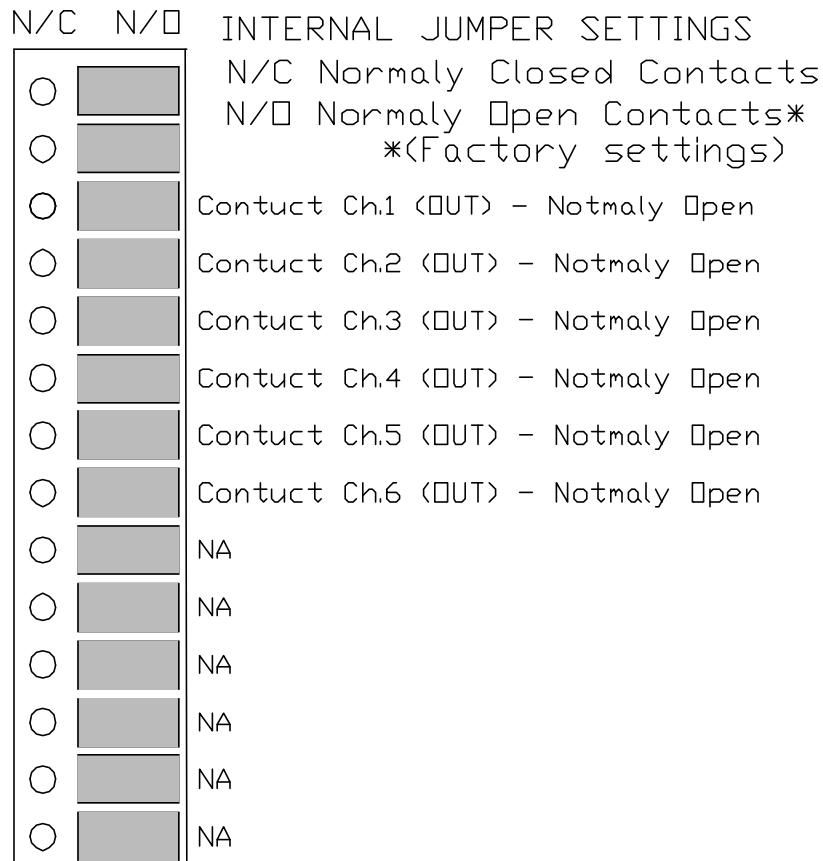 N/C N/O INTERNAL JUMPER SETTINGS
N/C Normaly Closed Contacts
N/O Normaly Open Contacts*
*(Factory settings)
Contuct Ch.1 (OUT) - Notmaly Open
Contuct Ch.2 (OUT) - Notmaly Open
Contuct Ch.3 (OUT) - Notmaly Open
Contuct Ch.4 (OUT) - Notmaly Open
Contuct Ch.5 (OUT) - Notmaly Open
Contuct Ch.6 (OUT) - Notmaly Open
NA
NA
NA
NA
NA
NA